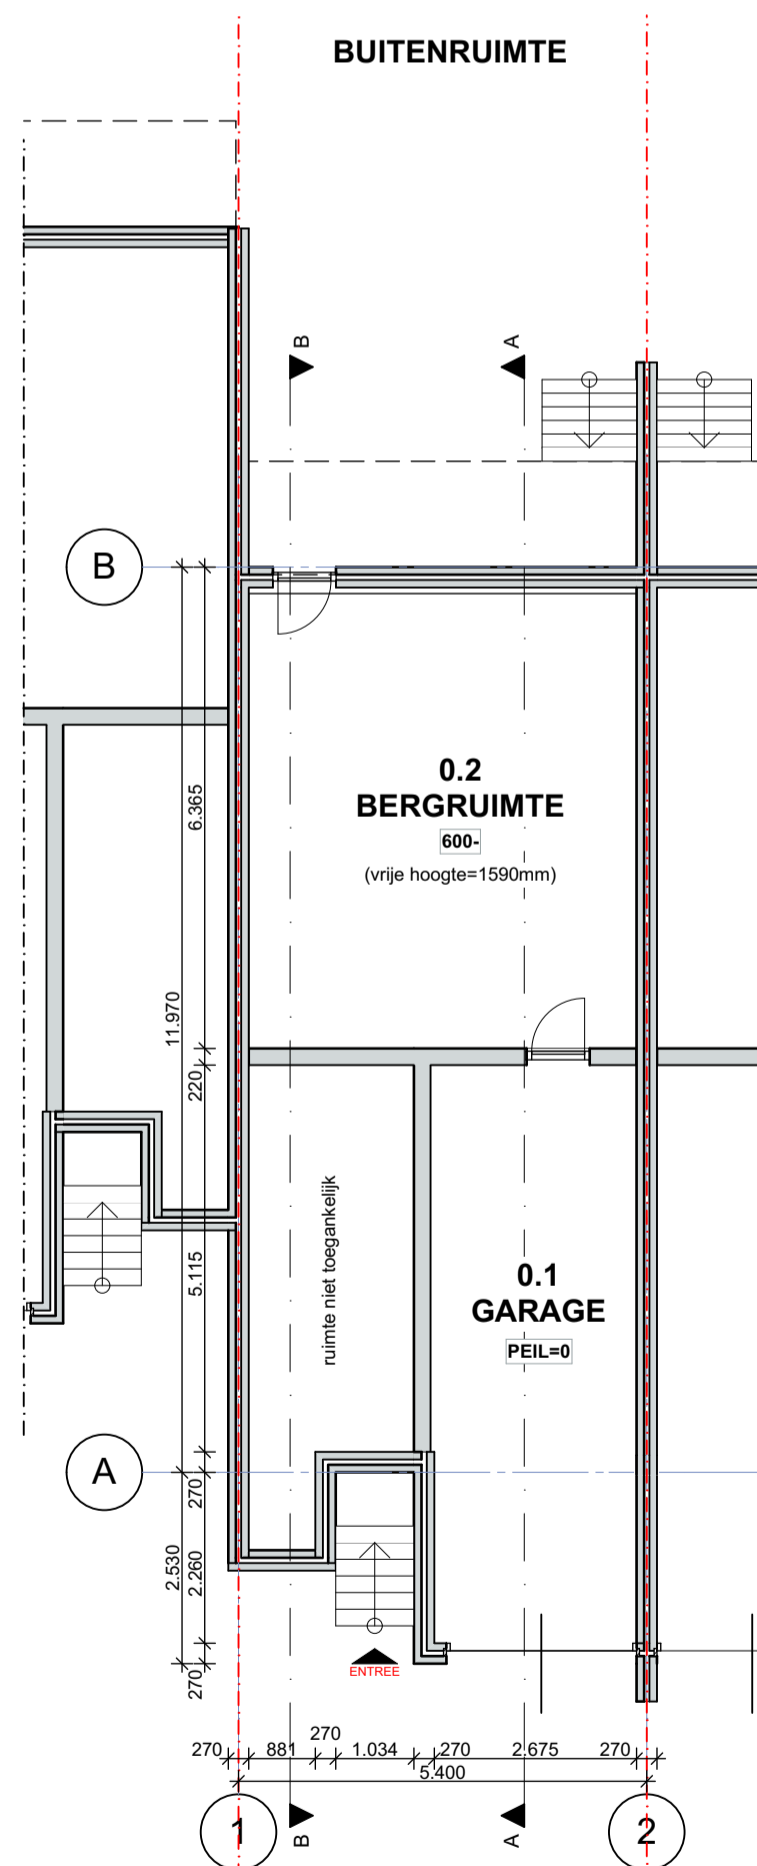 BUITENRUIMTE
B
A
B
0.2
BERGRUIMTE
600-
(vrije hoogte=1590mm)
6.365
11.970
220
5.115
ruimte niet toegankelijk
0.1
GARAGE
PEIL=0
A
270
2.530
2.260
270
ENTREE
270
270
881
1.034
270
2.675
270
5.400
1
B
A
2